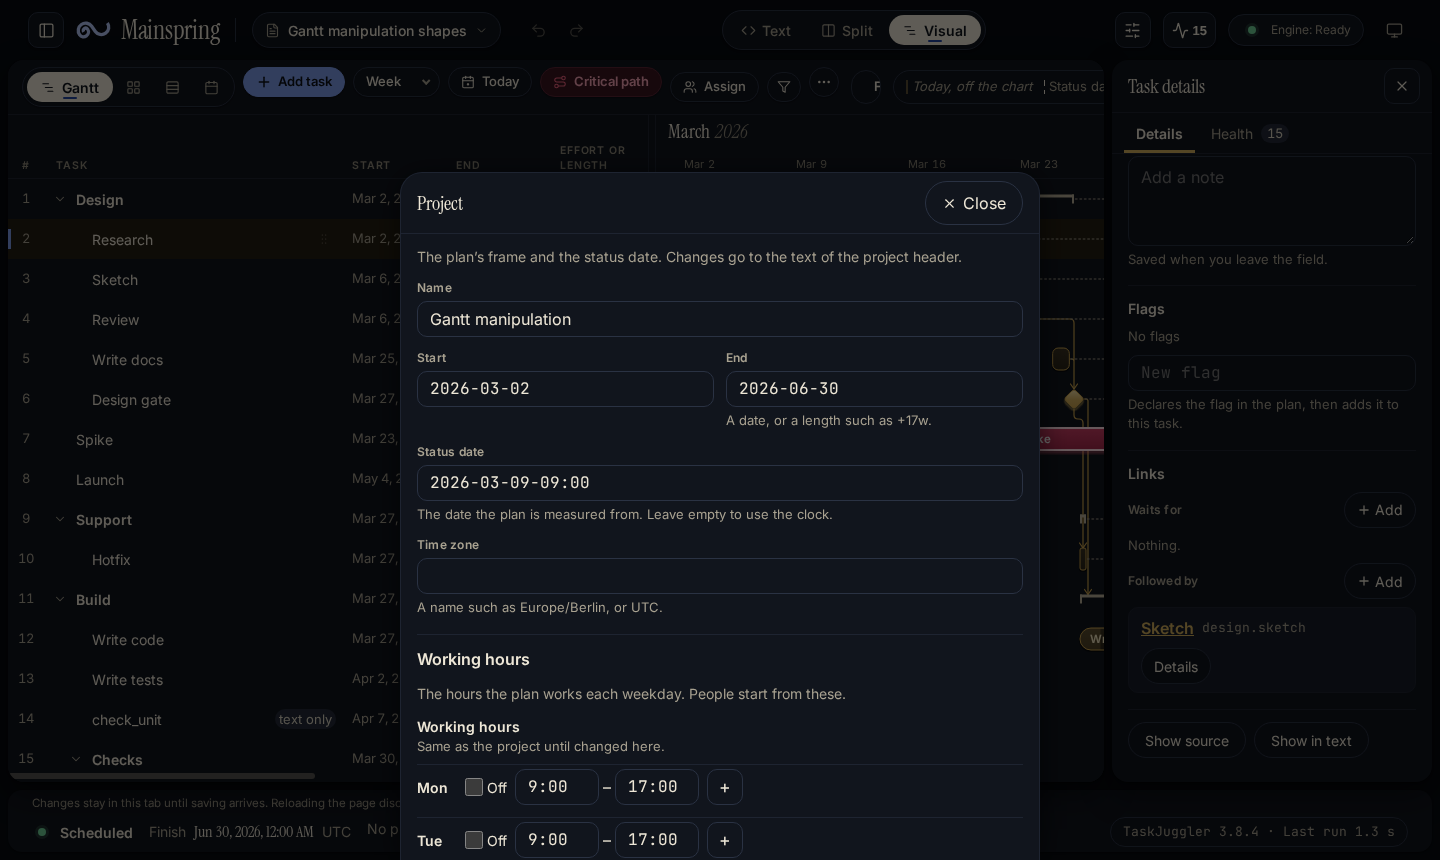 Mainspring
Gantt manipulation shapes
Text
Split
Visual
15
Engine: Ready
Gantt
Add task
Week
Today
Critical path
Assign
Today, off the chart
Status da
Task details
Details
Health 15
March 2026
# TASK START END EFFORT OR LENGTH
Mar 2 Mar 9 Mar 16 Mar 23
1 Design Mar 2, 2
2 Research Mar 2, 2
3 Sketch Mar 6, 2
4 Review Mar 6, 2
5 Write docs Mar 25,
6 Design gate Mar 27,
7 Spike Mar 23,
8 Launch May 4, 2
9 Support Mar 27,
10 Hotfix Mar 27,
11 Build Mar 27,
12 Write code Mar 27,
13 Write tests Apr 2, 2
14 check_unit text only Apr 7, 2
15 Checks Mar 30,
Project
Close
The plan’s frame and the status date. Changes go to the text of the project header.
Name
Gantt manipulation
Start
2026-03-02
End
2026-06-30
A date, or a length such as +17w.
Status date
2026-03-09-09:00
The date the plan is measured from. Leave empty to use the clock.
Time zone
A name such as Europe/Berlin, or UTC.
Working hours
The hours the plan works each weekday. People start from these.
Working hours
Same as the project until changed here.
Mon Off 9:00 – 17:00 +
Tue Off 9:00 – 17:00 +
Add a note
Saved when you leave the field.
Flags
No flags
New flag
Declares the flag in the plan, then adds it to
this task.
Links
Waits for
+ Add
Nothing.
Followed by
+ Add
Sketch design.sketch
Details
Show source
Show in text
Changes stay in this tab until saving arrives. Reloading the page disc
Scheduled Finish Jun 30, 2026, 12:00 AM UTC No p
TaskJuggler 3.8.4 · Last run 1.3 s